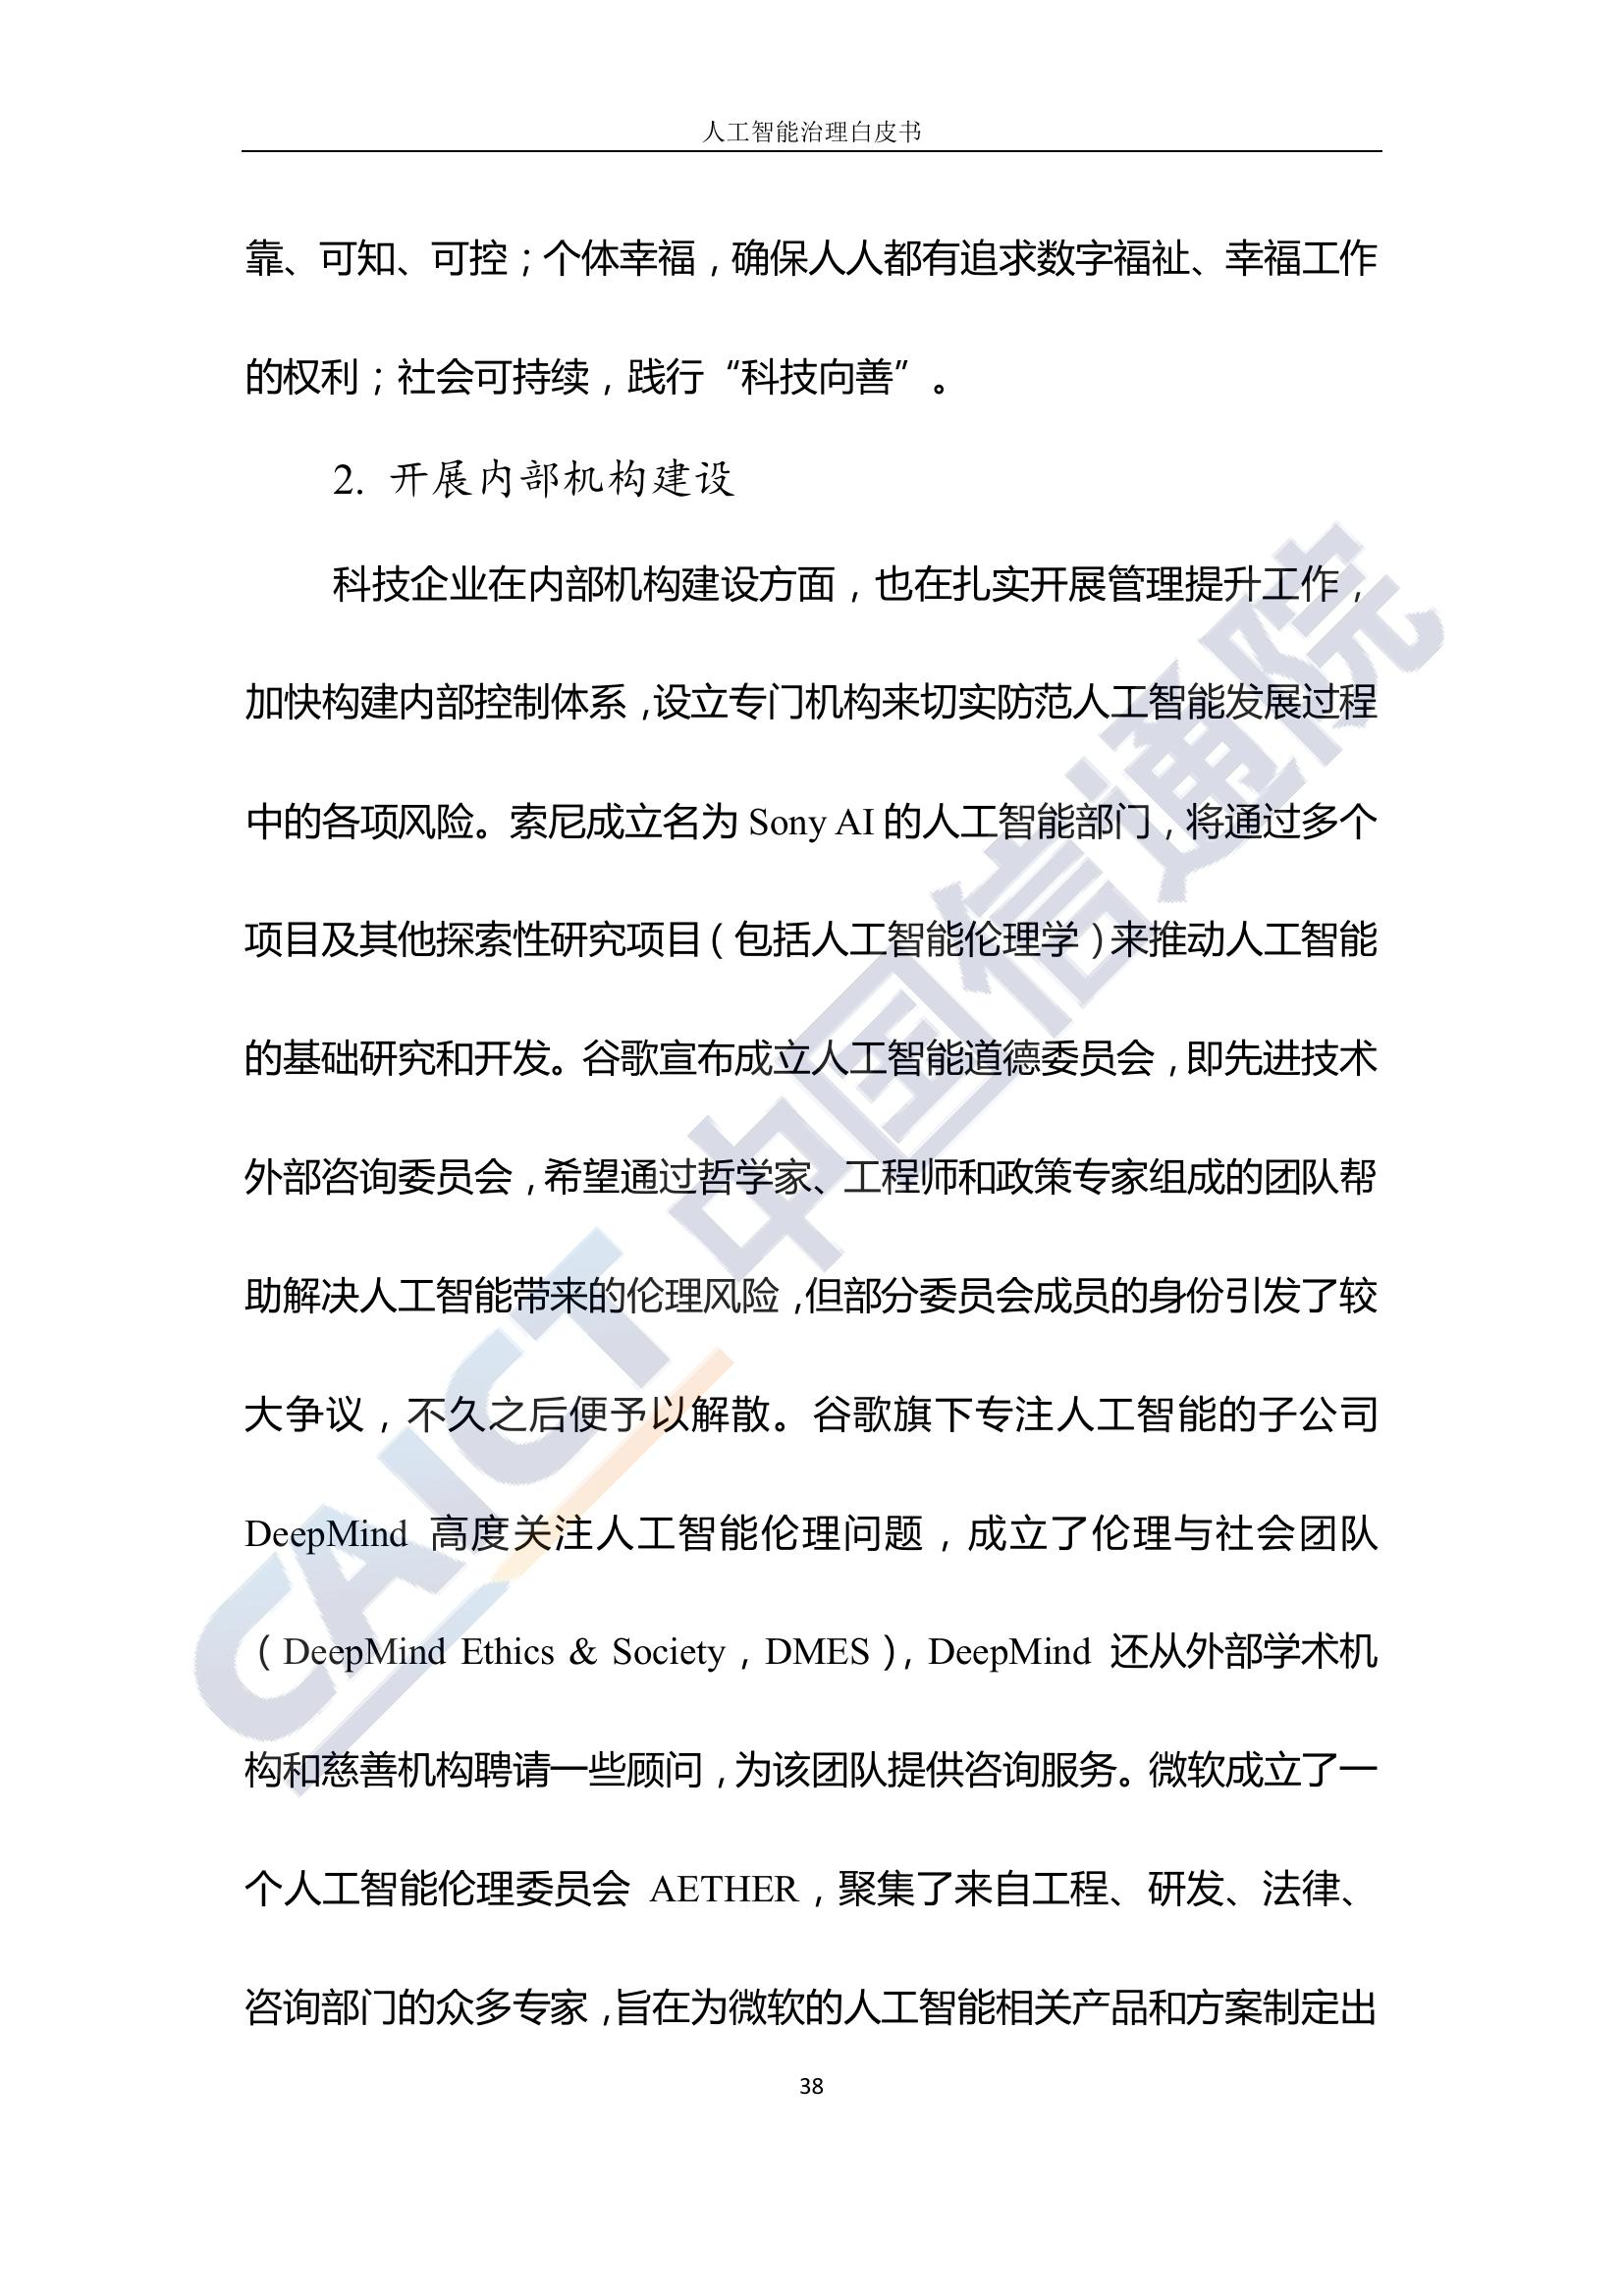 人工智能治理白皮书
靠、可知、可控；个体幸福，确保人人都有追求数字福祉、幸福工作
的权利；社会可持续，践行“科技向善”。
2. 开展内部机构建设
科技企业在内部机构建设方面，也在扎实开展管理提升工作，
加快构建内部控制体系，设立专门机构来切实防范人工智能发展过程
中的各项风险。索尼成立名为 Sony AI 的人工智能部门，将通过多个
项目及其他探索性研究项目（包括人工智能伦理学）来推动人工智能
的基础研究和开发。谷歌宣布成立人工智能道德委员会，即先进技术
外部咨询委员会，希望通过哲学家、工程师和政策专家组成的团队帮
助解决人工智能带来的伦理风险，但部分委员会成员的身份引发了较
大争议，不久之后便予以解散。谷歌旗下专注人工智能的子公司
DeepMind 高度关注人工智能伦理问题，成立了伦理与社会团队
（DeepMind Ethics & Society，DMES），DeepMind 还从外部学术机
构和慈善机构聘请一些顾问，为该团队提供咨询服务。微软成立了一
个人工智能伦理委员会 AETHER，聚集了来自工程、研发、法律、
咨询部门的众多专家，旨在为微软的人工智能相关产品和方案制定出
38
CAICT 中国信通院